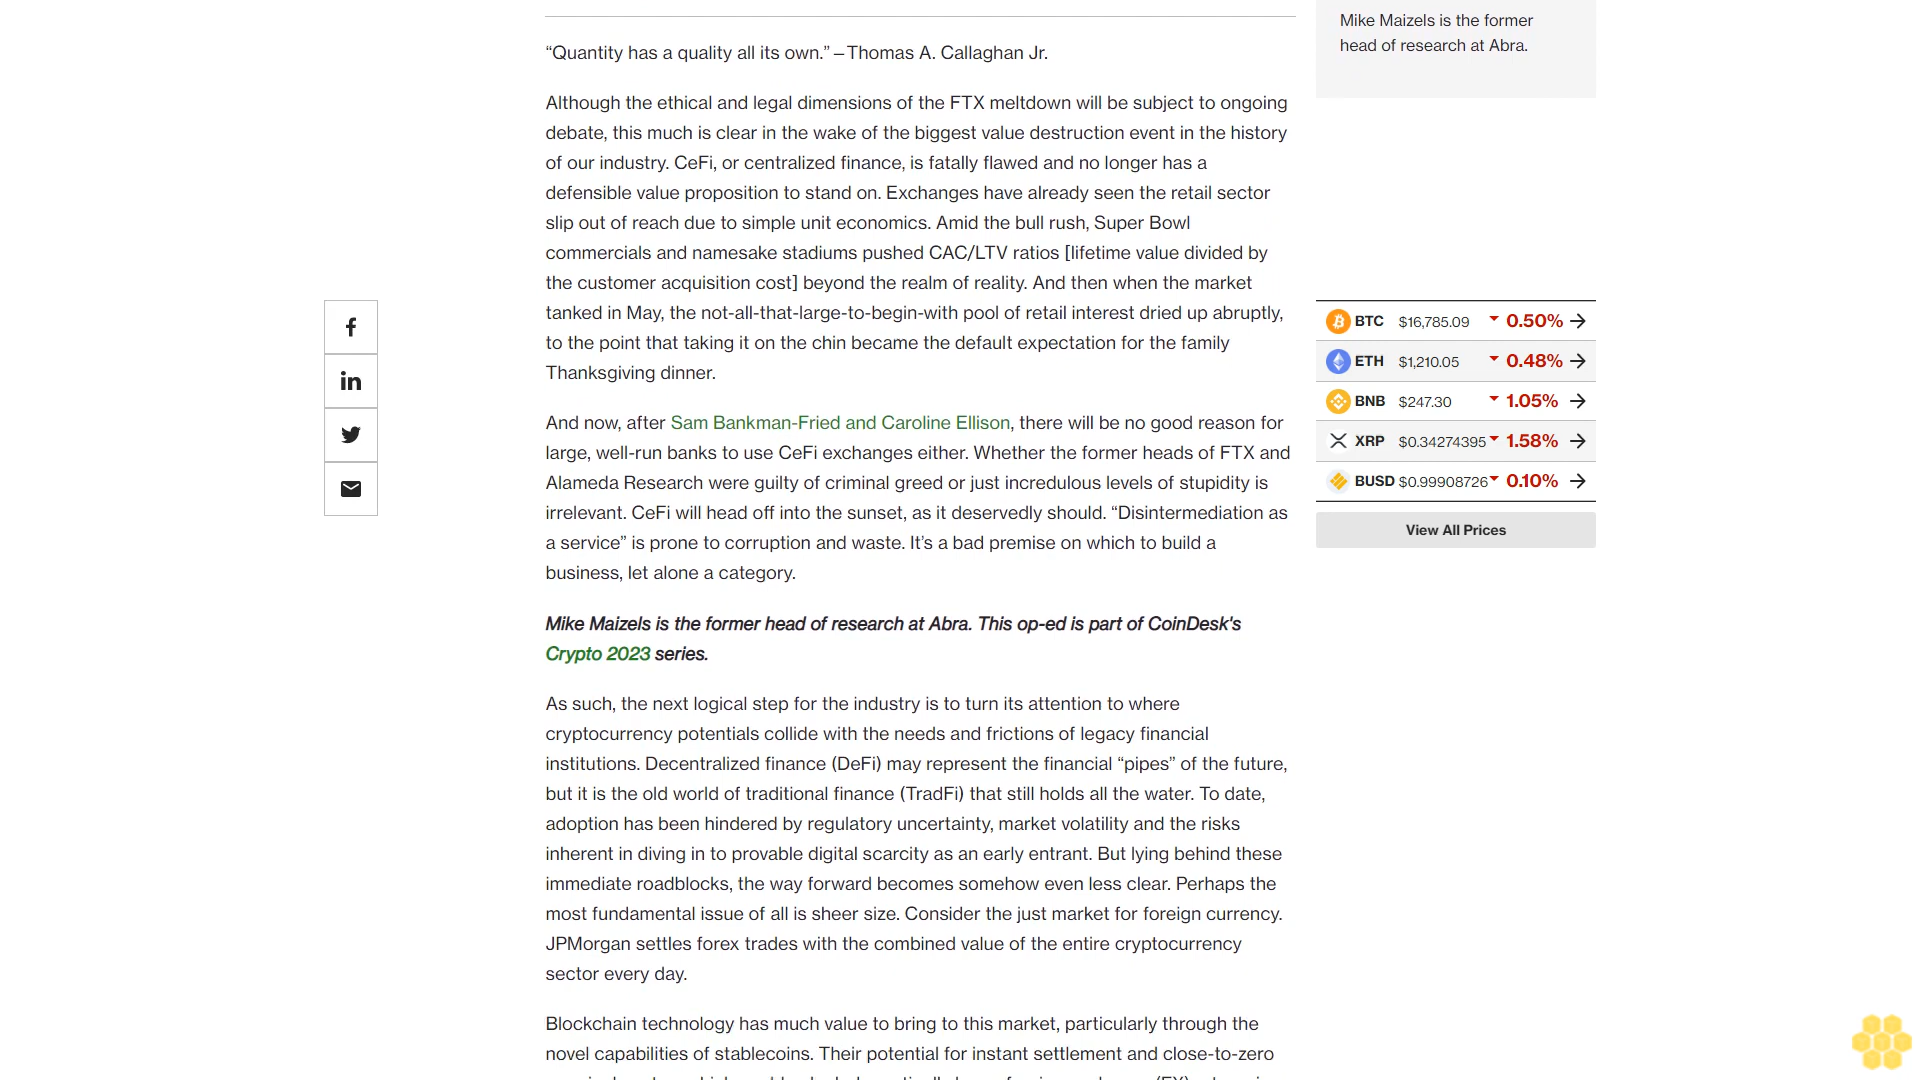 “Quantity has a quality all its own.” – Thomas A. Callaghan Jr.
Although the ethical and legal dimensions of the FTX meltdown will be subject to ongoing
debate, this much is clear in the wake of the biggest value destruction event in the history
of our industry. CeFi, or centralized finance, is fatally flawed and no longer has a
defensible value proposition to stand on. Exchanges have already seen the retail sector
slip out of reach due to simple unit economics. Amid the bull rush, Super Bowl
commercials and namesake stadiums pushed CAC/LTV ratios [lifetime value divided by
the customer acquisition cost] beyond the realm of reality. And then when the market
tanked in May, the not-all-that-large-to-begin-with pool of retail interest dried up abruptly,
to the point that taking it on the chin became the default expectation for the family
Thanksgiving dinner.
And now, after Sam Bankman-Fried and Caroline Ellison, there will be no good reason for
large, well-run banks to use CeFi exchanges either. Whether the former heads of FTX and
Alameda Research were guilty of criminal greed or just incredulous levels of stupidity is
irrelevant. CeFi will head off into the sunset, as it deservedly should. “Disintermediation as
a service” is prone to corruption and waste. It’s a bad premise on which to build a
business, let alone a category.
Mike Maizels is the former head of research at Abra. This op-ed is part of CoinDesk's
Crypto 2023 series.
As such, the next logical step for the industry is to turn its attention to where
cryptocurrency potentials collide with the needs and frictions of legacy financial
institutions. Decentralized finance (DeFi) may represent the financial “pipes” of the future,
but it is the old world of traditional finance (TradFi) that still holds all the water. To date,
adoption has been hindered by regulatory uncertainty, market volatility and the risks
inherent in diving in to provable digital scarcity as an early entrant. But lying behind these
immediate roadblocks, the way forward becomes somehow even less clear. Perhaps the
most fundamental issue of all is sheer size. Consider the just market for foreign currency.
JPMorgan settles forex trades with the combined value of the entire cryptocurrency
sector every day.
Blockchain technology has much value to bring to this market, particularly through the
novel capabilities of stablecoins. Their potential for instant settlement and close-to-zero
Mike Maizels is the former
head of research at Abra.
BTC $16,785.09 0.50%
ETH $1,210.05 0.48%
BNB $247.30 1.05%
XRP $0.34274395 1.58%
BUSD $0.99908726 0.10%
View All Prices